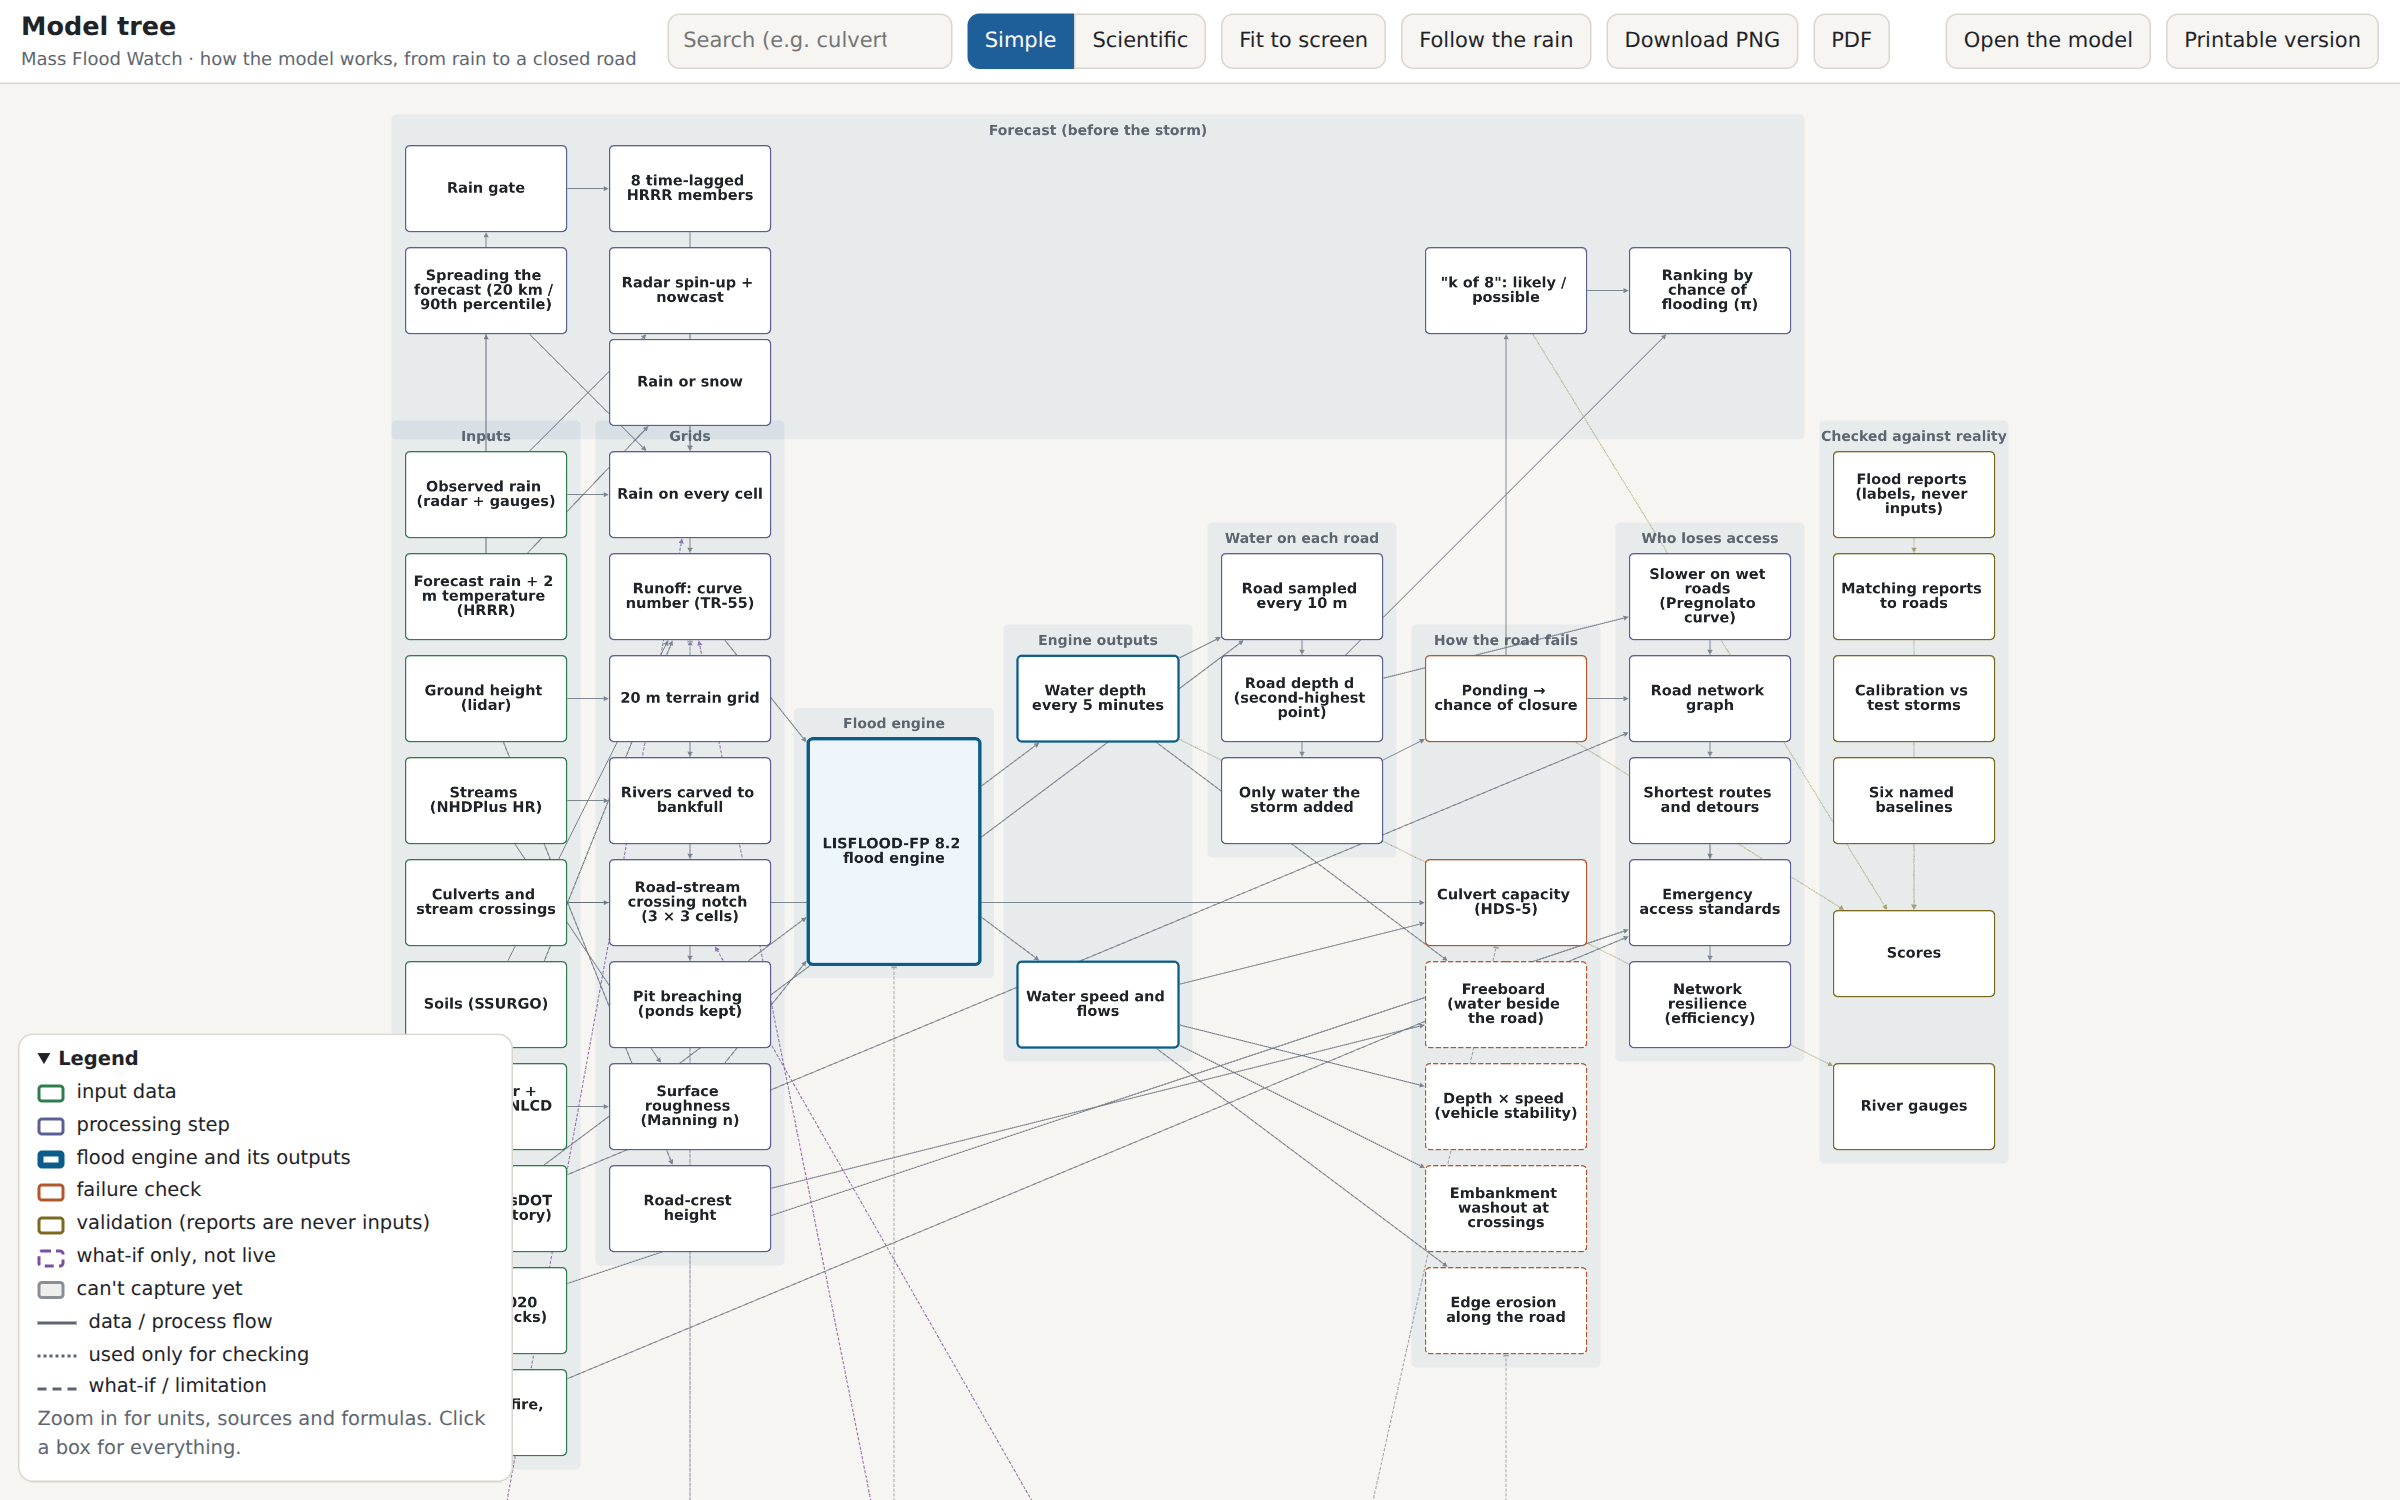 Model tree
Mass Flood Watch · how the model works, from rain to a closed road
Search (e.g. culvert
Simple
Scientific
Fit to screen
Follow the rain
Download PNG
PDF
Open the model
Printable version
Forecast (before the storm)
Rain gate
8 time-lagged
HRRR members
Spreading the
forecast (20 km /
90th percentile)
Radar spin-up +
nowcast
"k of 8": likely /
possible
Ranking by
chance of
flooding (π)
Rain or snow
Inputs
Observed rain
(radar + gauges)
Forecast rain + 2
m temperature
(HRRR)
Ground height
(lidar)
Streams
(NHDPlus HR)
Culverts and
stream crossings
Soils (SSURGO)
r +
NLCD
sDOT
tory)
020
cks)
fire,
Grids
Rain on every cell
Runoff: curve
number (TR-55)
20 m terrain grid
Rivers carved to
bankfull
Road–stream
crossing notch
(3 × 3 cells)
Pit breaching
(ponds kept)
Surface
roughness
(Manning n)
Road-crest
height
Flood engine
LISFLOOD-FP 8.2
flood engine
Engine outputs
Water depth
every 5 minutes
Water speed and
flows
Water on each road
Road sampled
every 10 m
Road depth d
(second-highest
point)
Only water the
storm added
How the road fails
Ponding →
chance of closure
Culvert capacity
(HDS-5)
Freeboard
(water beside
the road)
Depth × speed
(vehicle stability)
Embankment
washout at
crossings
Edge erosion
along the road
Who loses access
Slower on wet
roads
(Pregnolato
curve)
Road network
graph
Shortest routes
and detours
Emergency
access standards
Network
resilience
(efficiency)
Checked against reality
Flood reports
(labels, never
inputs)
Matching reports
to roads
Calibration vs
test storms
Six named
baselines
Scores
River gauges
▼ Legend
input data
processing step
flood engine and its outputs
failure check
validation (reports are never inputs)
what-if only, not live
can't capture yet
data / process flow
used only for checking
what-if / limitation
Zoom in for units, sources and formulas. Click
a box for everything.